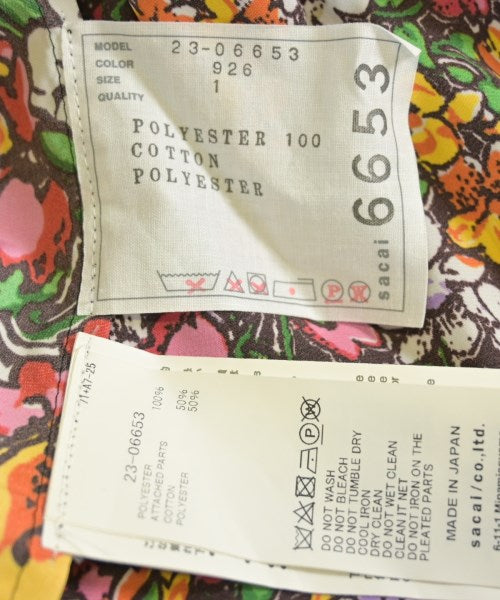 MODEL 23-06653
COLOR 926
SIZE 1
QUALITY
POLYESTER 100
COTTON
POLYESTER
sacai 6653
P W
71+A7-25
23-06653
POLYESTER 100%
ATTACHED PARTS
COTTON 50%
POLYESTER 50%
P W
DO NOT WASH
DO NOT BLEACH
DO NOT TUMBLE DRY
COOL IRON
DRY CLEAN
DO NOT WET CLEAN
CLEAN IT NET
DO NOT IRON ON THE
PLEATED PARTS
MADE IN JAPAN
sacai/co.,ltd.